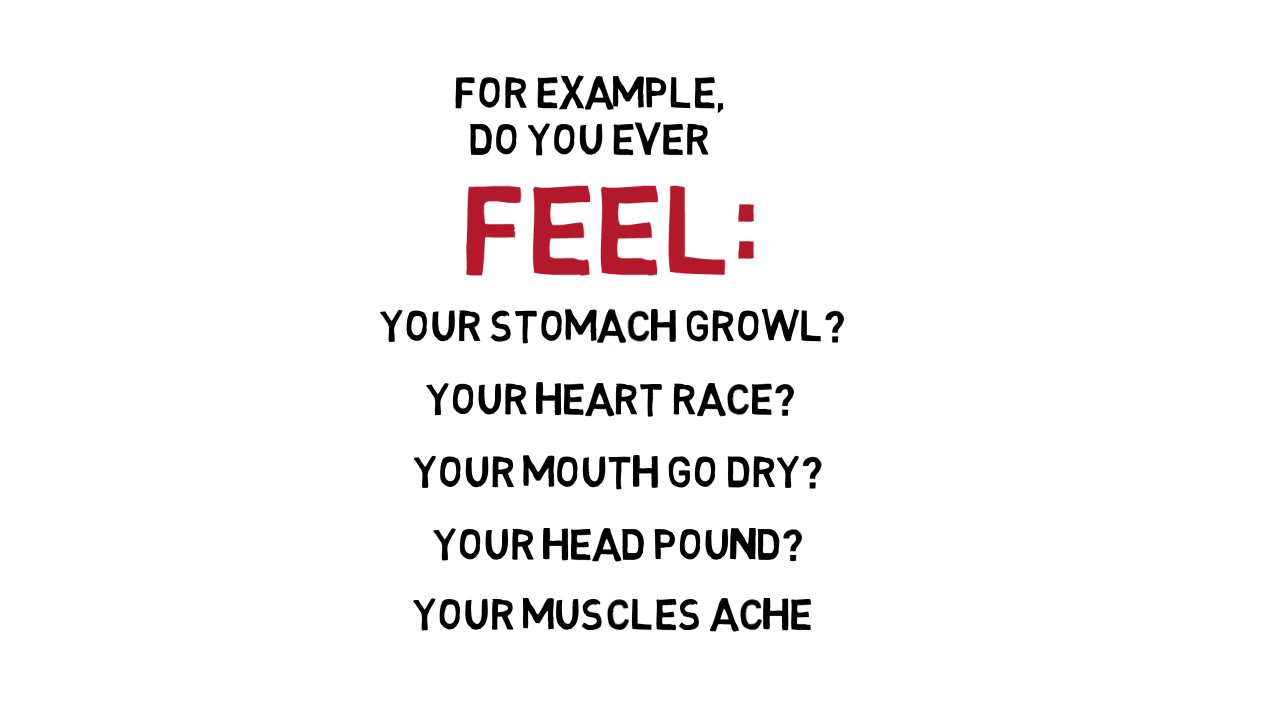 FOR EXAMPLE,
DO YOU EVER
FEEL:
YOUR STOMACH GROWL?
YOUR HEART RACE?
YOUR MOUTH GO DRY?
YOUR HEAD POUND?
YOUR MUSCLES ACHE